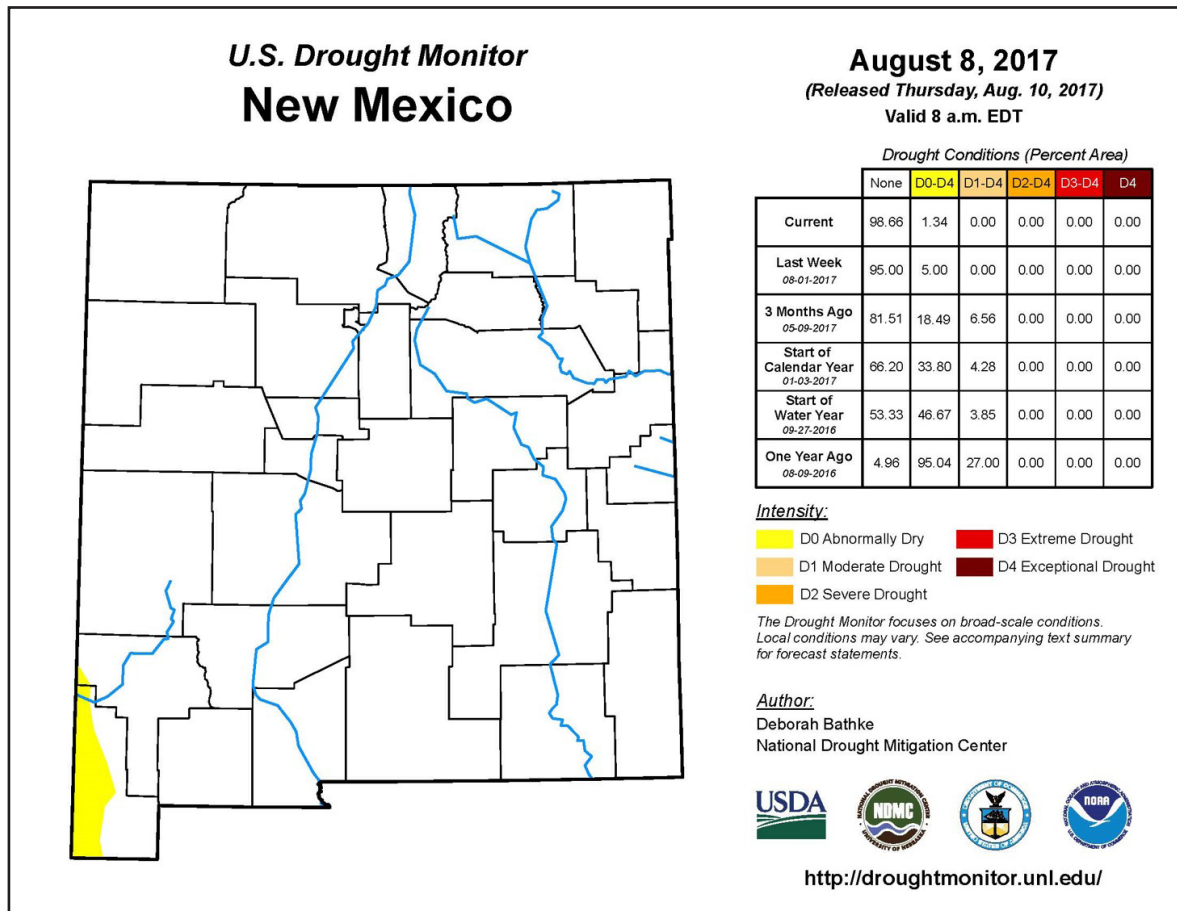 U.S. Drought Monitor
New Mexico
August 8, 2017
(Released Thursday, Aug. 10, 2017)
Valid 8 a.m. EDT
Drought Conditions (Percent Area)
None D0-D4 D1-D4 D2-D4 D3-D4 D4
Current 98.66 1.34 0.00 0.00 0.00 0.00
Last Week
08-01-2017
95.00 5.00 0.00 0.00 0.00 0.00
3 Months Ago
05-09-2017
81.51 18.49 6.56 0.00 0.00 0.00
Start of
Calendar Year
01-03-2017
66.20 33.80 4.28 0.00 0.00 0.00
Start of
Water Year
09-27-2016
53.33 46.67 3.85 0.00 0.00 0.00
One Year Ago
08-09-2016
4.96 95.04 27.00 0.00 0.00 0.00
Intensity:
D0 Abnormally Dry
D1 Moderate Drought
D2 Severe Drought
D3 Extreme Drought
D4 Exceptional Drought
The Drought Monitor focuses on broad-scale conditions.
Local conditions may vary. See accompanying text summary
for forecast statements.
Author:
Deborah Bathke
National Drought Mitigation Center
USDA
NATIONAL DROUGHT MITIGATION CENTER
NDMC
UNIVERSITY OF NEBRASKA
NOAA
http://droughtmonitor.unl.edu/